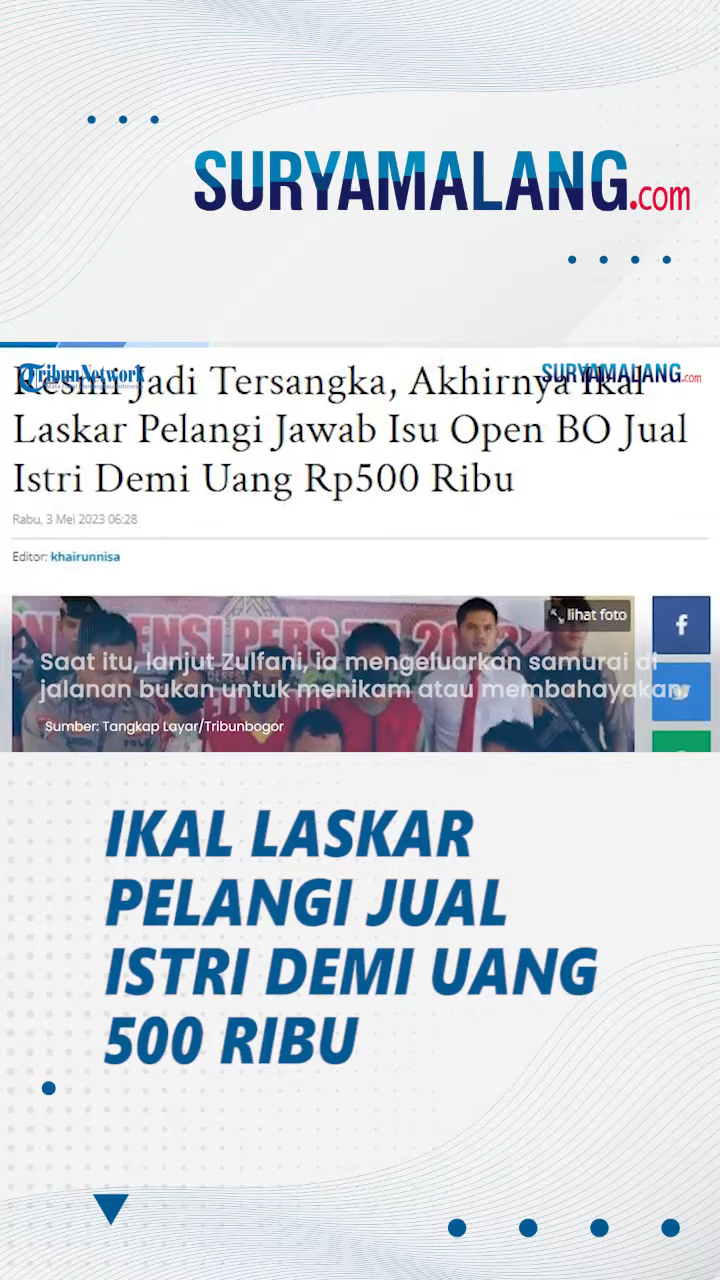 SURYAMALANG.com
TribunNetwork
SURYAMALANG.com
Resmi Jadi Tersangka, Akhirnya Ikal
Laskar Pelangi Jawab Isu Open BO Jual
Istri Demi Uang Rp500 Ribu
Rabu, 3 Mei 2023 06:28
Editor: khairunnisa
lihat foto
Saat itu, lanjut Zulfani, ia mengeluarkan samurai di
jalanan bukan untuk menikam atau membahayakan.
Sumber: Tangkap Layar/Tribunbogor
IKAL LASKAR
PELANGI JUAL
ISTRI DEMI UANG
500 RIBU